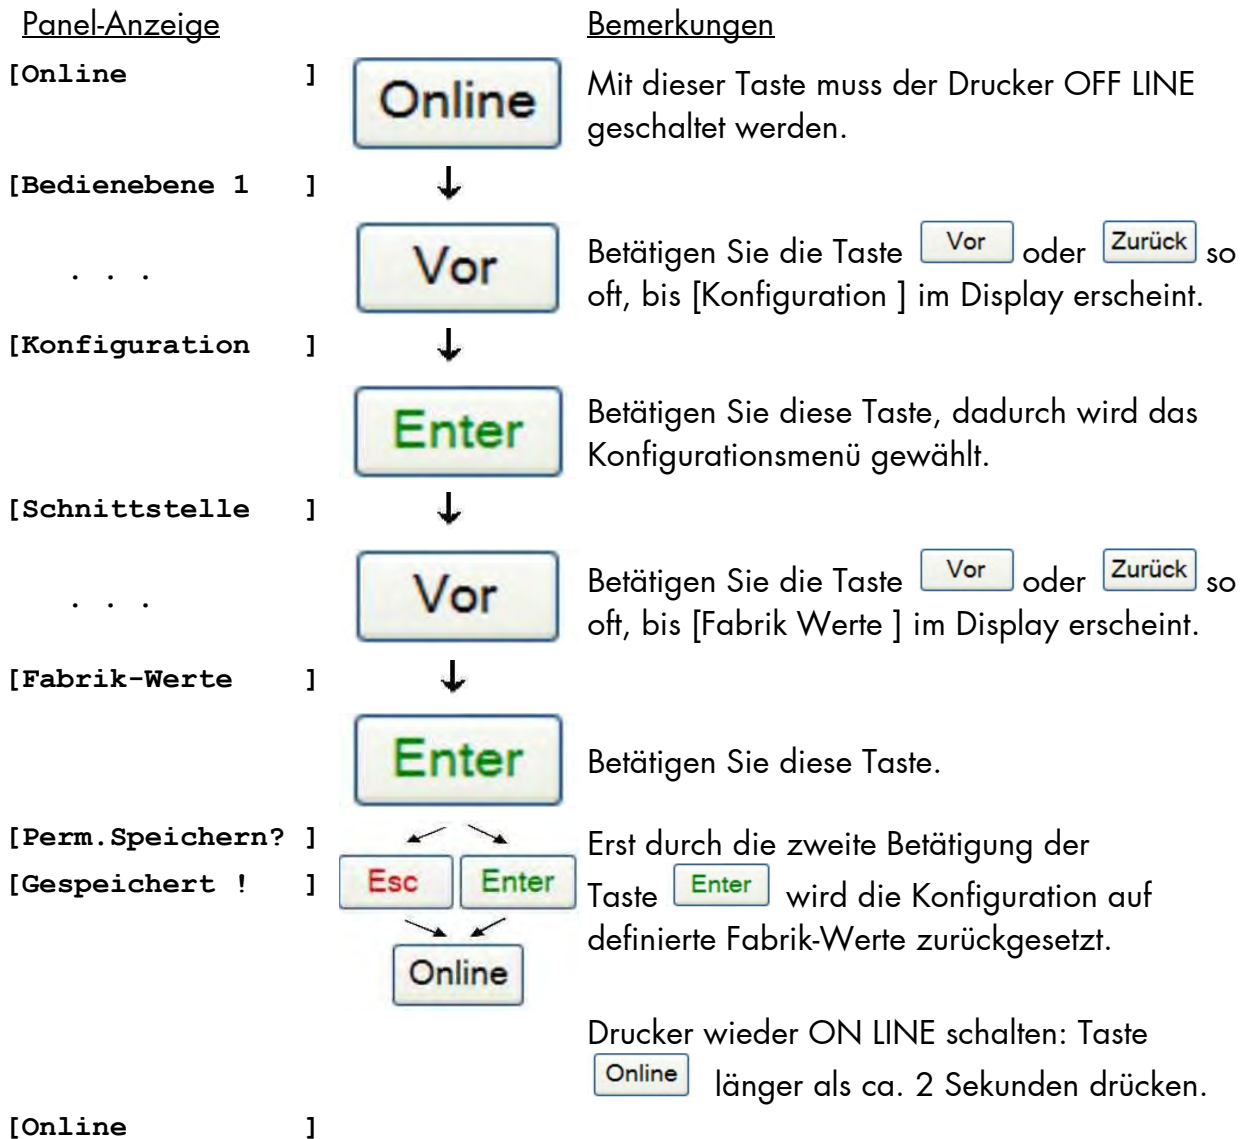 Panel-Anzeige Bemerkungen
[Online ] Online Mit dieser Taste muss der Drucker OFF LINE
geschaltet werden.
[Bedienebene 1 ]
. . . Vor Betätigen Sie die Taste Vor oder Zurück so
oft, bis [Konfiguration ] im Display erscheint.
[Konfiguration ]
Enter Betätigen Sie diese Taste, dadurch wird das
Konfigurationsmenü gewählt.
[Schnittstelle ]
. . . Vor Betätigen Sie die Taste Vor oder Zurück so
oft, bis [Fabrik Werte ] im Display erscheint.
[Fabrik-Werte ]
Enter Betätigen Sie diese Taste.
[Perm.Speichern? ] Erst durch die zweite Betätigung der
[Gespeichert ! ] Esc Enter Taste Enter wird die Konfiguration auf
definierte Fabrik-Werte zurückgesetzt.
Online
Drucker wieder ON LINE schalten: Taste
Online länger als ca. 2 Sekunden drücken.
[Online ]